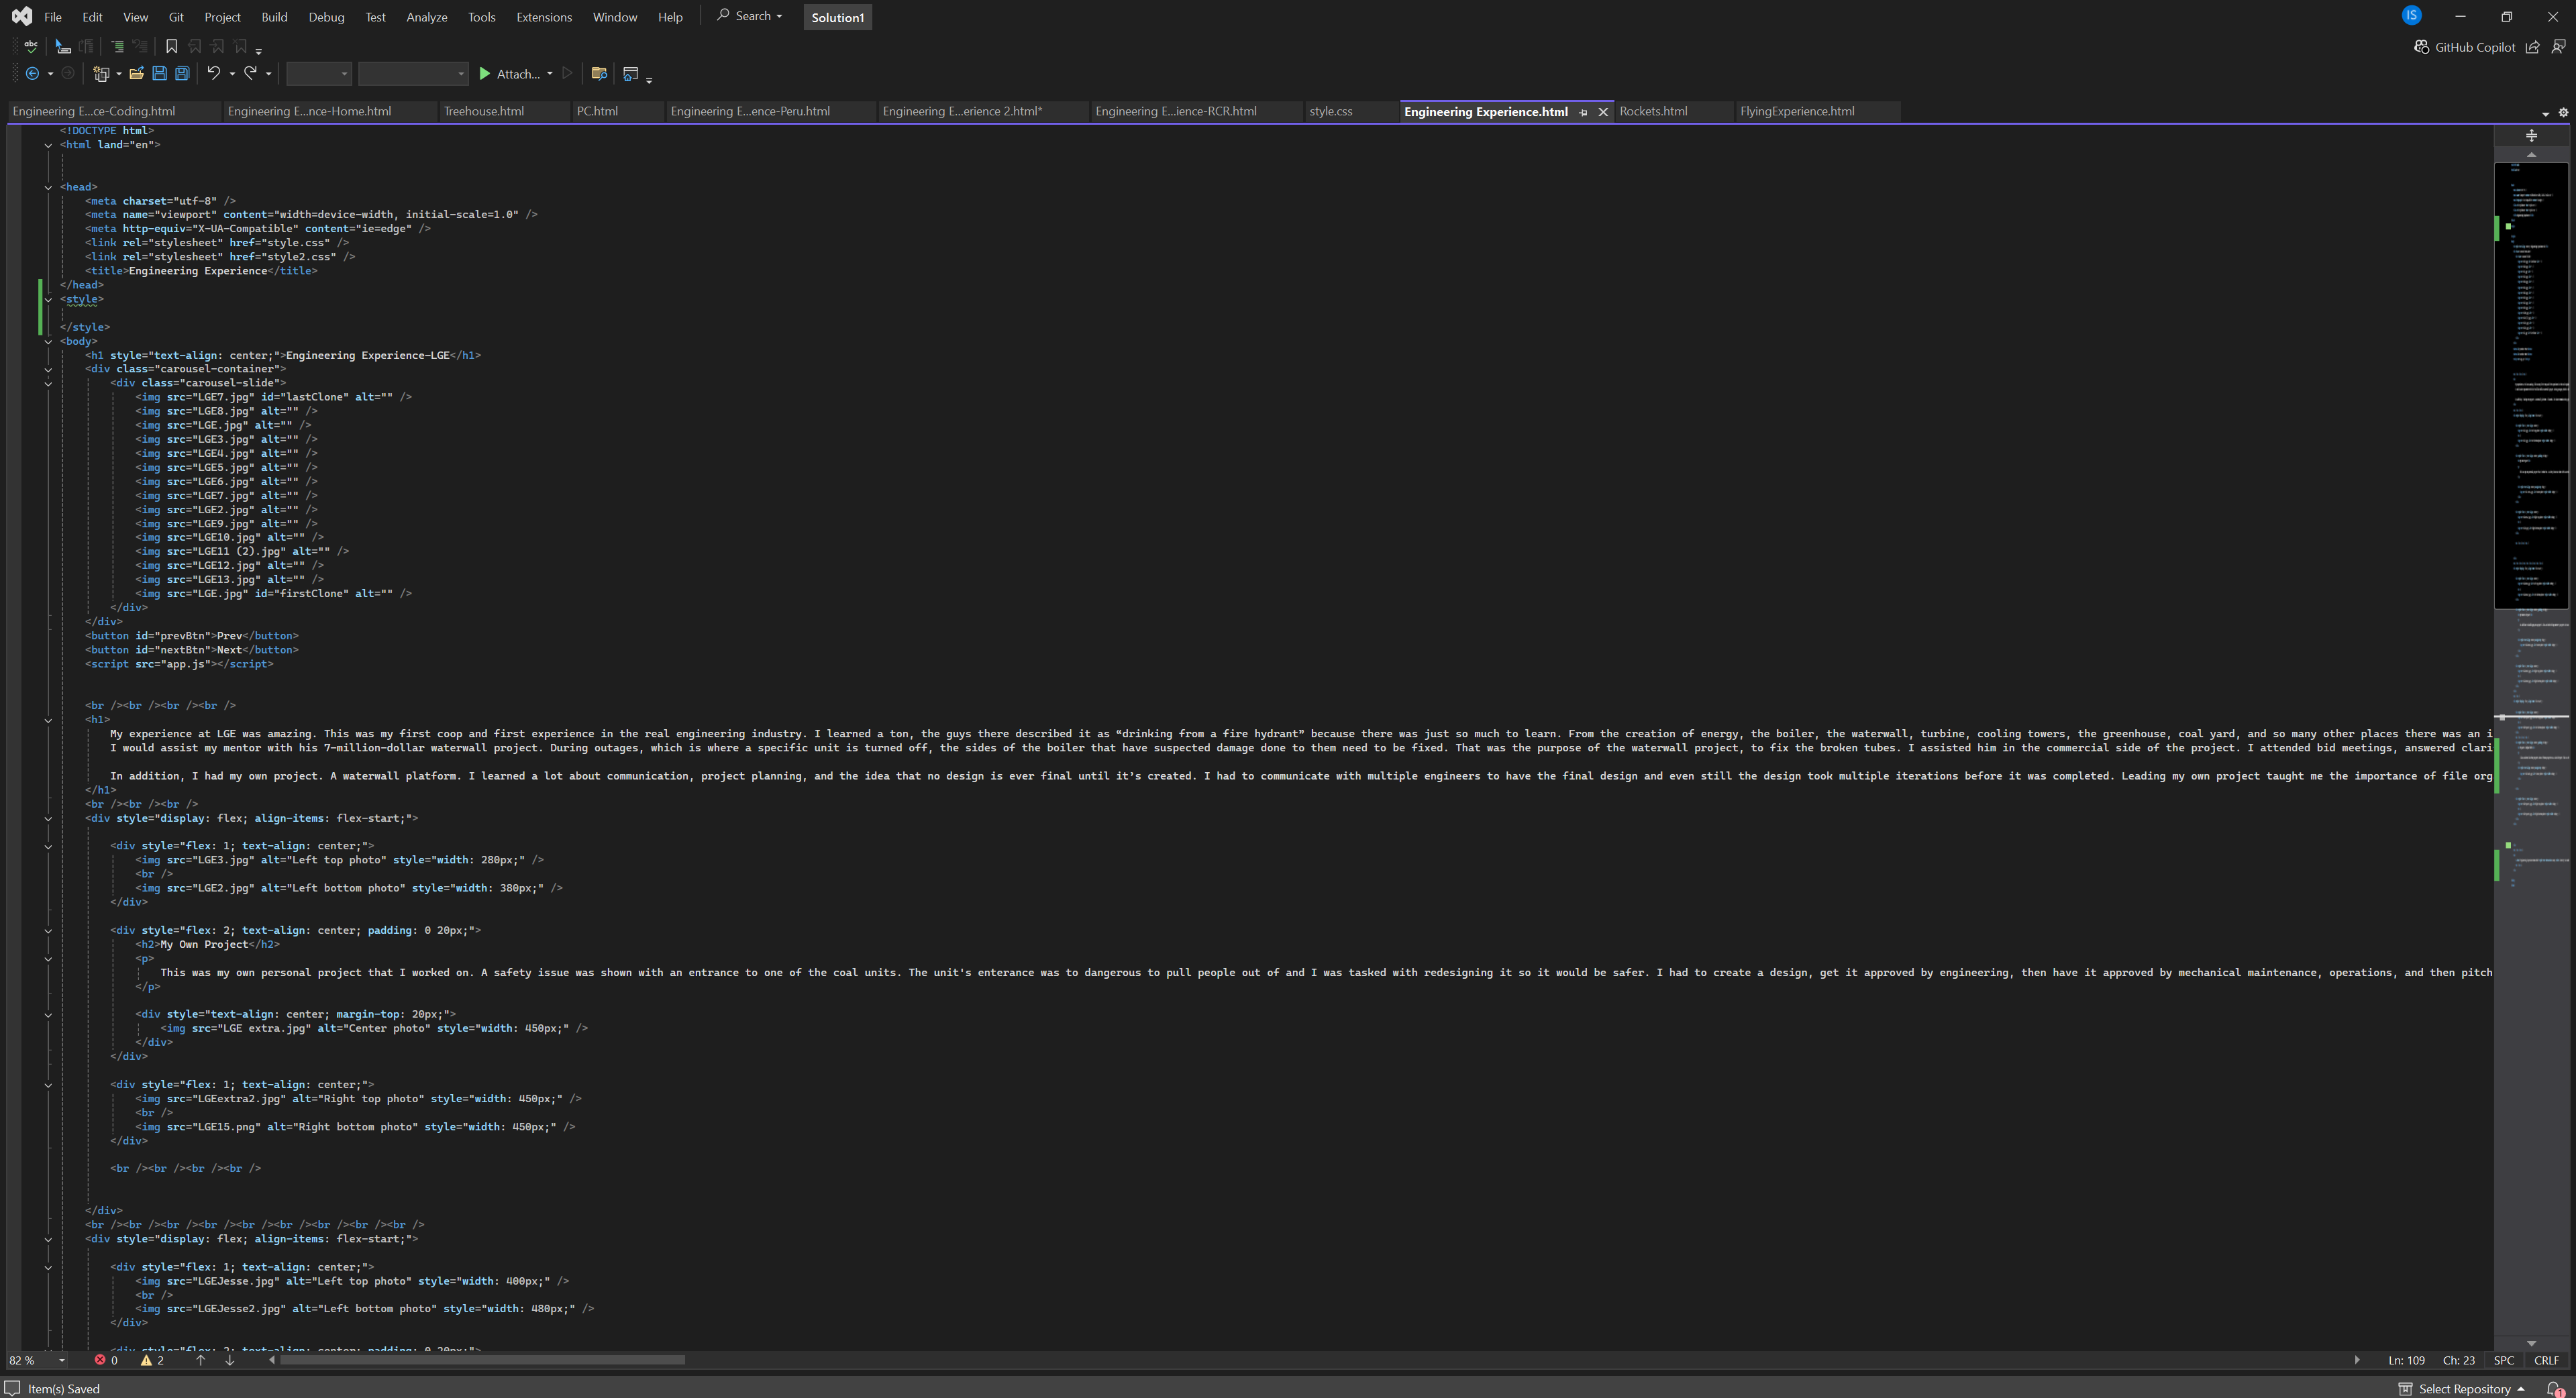 File Edit View Git Project Build Debug Test Analyze Tools Extensions Window Help Search Solution1 IS
abc GitHub Copilot
Attach...
Engineering E...ce-Coding.html Engineering E...nce-Home.html Treehouse.html PC.html Engineering E...ence-Peru.html Engineering E...erience 2.html* Engineering E...ience-RCR.html style.css Engineering Experience.html Rockets.html FlyingExperience.html
<!DOCTYPE html>
<html land="en">
<head>
<meta charset="utf-8" />
<meta name="viewport" content="width=device-width, initial-scale=1.0" />
<meta http-equiv="X-UA-Compatible" content="ie=edge" />
<link rel="stylesheet" href="style.css" />
<link rel="stylesheet" href="style2.css" />
<title>Engineering Experience</title>
</head>
<style>
</style>
<body>
<h1 style="text-align: center;">Engineering Experience-LGE</h1>
<div class="carousel-container">
<div class="carousel-slide">
<img src="LGE7.jpg" id="lastClone" alt="" />
<img src="LGE8.jpg" alt="" />
<img src="LGE.jpg" alt="" />
<img src="LGE3.jpg" alt="" />
<img src="LGE4.jpg" alt="" />
<img src="LGE5.jpg" alt="" />
<img src="LGE6.jpg" alt="" />
<img src="LGE7.jpg" alt="" />
<img src="LGE2.jpg" alt="" />
<img src="LGE9.jpg" alt="" />
<img src="LGE10.jpg" alt="" />
<img src="LGE11 (2).jpg" alt="" />
<img src="LGE12.jpg" alt="" />
<img src="LGE13.jpg" alt="" />
<img src="LGE.jpg" id="firstClone" alt="" />
</div>
</div>
<button id="prevBtn">Prev</button>
<button id="nextBtn">Next</button>
<script src="app.js"></script>
<br /><br /><br /><br />
<h1>
My experience at LGE was amazing. This was my first coop and first experience in the real engineering industry. I learned a ton, the guys there described it as “drinking from a fire hydrant” because there was just so much to learn. From the creation of energy, the boiler, the waterwall, turbine, cooling towers, the greenhouse, coal yard, and so many other places there was an i
I would assist my mentor with his 7-million-dollar waterwall project. During outages, which is where a specific unit is turned off, the sides of the boiler that have suspected damage done to them need to be fixed. That was the purpose of the waterwall project, to fix the broken tubes. I assisted him in the commercial side of the project. I attended bid meetings, answered clari
In addition, I had my own project. A waterwall platform. I learned a lot about communication, project planning, and the idea that no design is ever final until it’s created. I had to communicate with multiple engineers to have the final design and even still the design took multiple iterations before it was completed. Leading my own project taught me the importance of file org
</h1>
<br /><br /><br />
<div style="display: flex; align-items: flex-start;">
<div style="flex: 1; text-align: center;">
<img src="LGE3.jpg" alt="Left top photo" style="width: 280px;" />
<br />
<img src="LGE2.jpg" alt="Left bottom photo" style="width: 380px;" />
</div>
<div style="flex: 2; text-align: center; padding: 0 20px;">
<h2>My Own Project</h2>
<p>
This was my own personal project that I worked on. A safety issue was shown with an entrance to one of the coal units. The unit's enterance was to dangerous to pull people out of and I was tasked with redesigning it so it would be safer. I had to create a design, get it approved by engineering, then have it approved by mechanical maintenance, operations, and then pitch
</p>
<div style="text-align: center; margin-top: 20px;">
<img src="LGE extra.jpg" alt="Center photo" style="width: 450px;" />
</div>
</div>
<div style="flex: 1; text-align: center;">
<img src="LGEextra2.jpg" alt="Right top photo" style="width: 450px;" />
<br />
<img src="LGE15.png" alt="Right bottom photo" style="width: 450px;" />
</div>
<br /><br /><br /><br />
</div>
<br /><br /><br /><br /><br /><br /><br /><br /><br />
<div style="display: flex; align-items: flex-start;">
<div style="flex: 1; text-align: center;">
<img src="LGEJesse.jpg" alt="Left top photo" style="width: 400px;" />
<br />
<img src="LGEJesse2.jpg" alt="Left bottom photo" style="width: 480px;" />
</div>
82 % 0 2 Ln: 109 Ch: 23 SPC CRLF
Item(s) Saved Select Repository 1